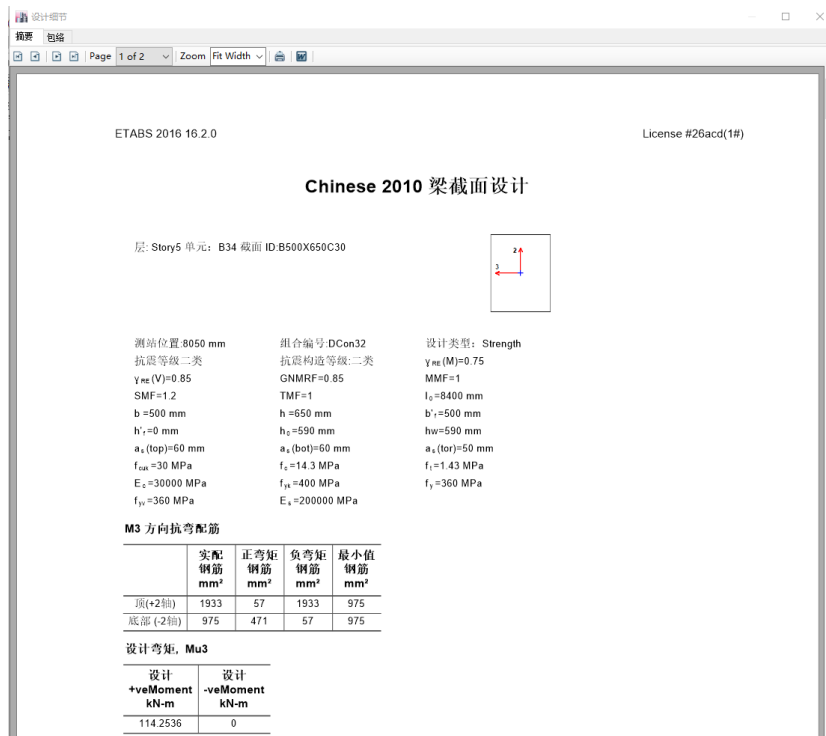 设计细节
摘要 包络
Page 1 of 2 Zoom Fit Width
ETABS 2016 16.2.0 License #26acd(1#)
Chinese 2010 梁截面设计
层: Story5 单元：B34 截面 ID:B500X650C30
2
3
测站位置:8050 mm 组合编号:DCon32 设计类型：Strength
抗震等级二类 抗震构造等级:二类 γRE(M)=0.75
γRE(V)=0.85 GNMRF=0.85 MMF=1
SMF=1.2 TMF=1 l0=8400 mm
b =500 mm h =650 mm b'f=500 mm
h'f=0 mm h0=590 mm hw=590 mm
as(top)=60 mm as(bot)=60 mm as(tor)=50 mm
fcuk=30 MPa fc=14.3 MPa ft=1.43 MPa
Ec=30000 MPa fyk=400 MPa fy=360 MPa
fyv=360 MPa Es=200000 MPa
M3 方向抗弯配筋
实配 正弯矩 负弯矩 最小值
钢筋 钢筋 钢筋 钢筋
mm² mm² mm² mm²
顶(+2轴) 1933 57 1933 975
底部 (-2轴) 975 471 57 975
设计弯矩, Mu3
设计 设计
+veMoment -veMoment
kN-m kN-m
114.2536 0